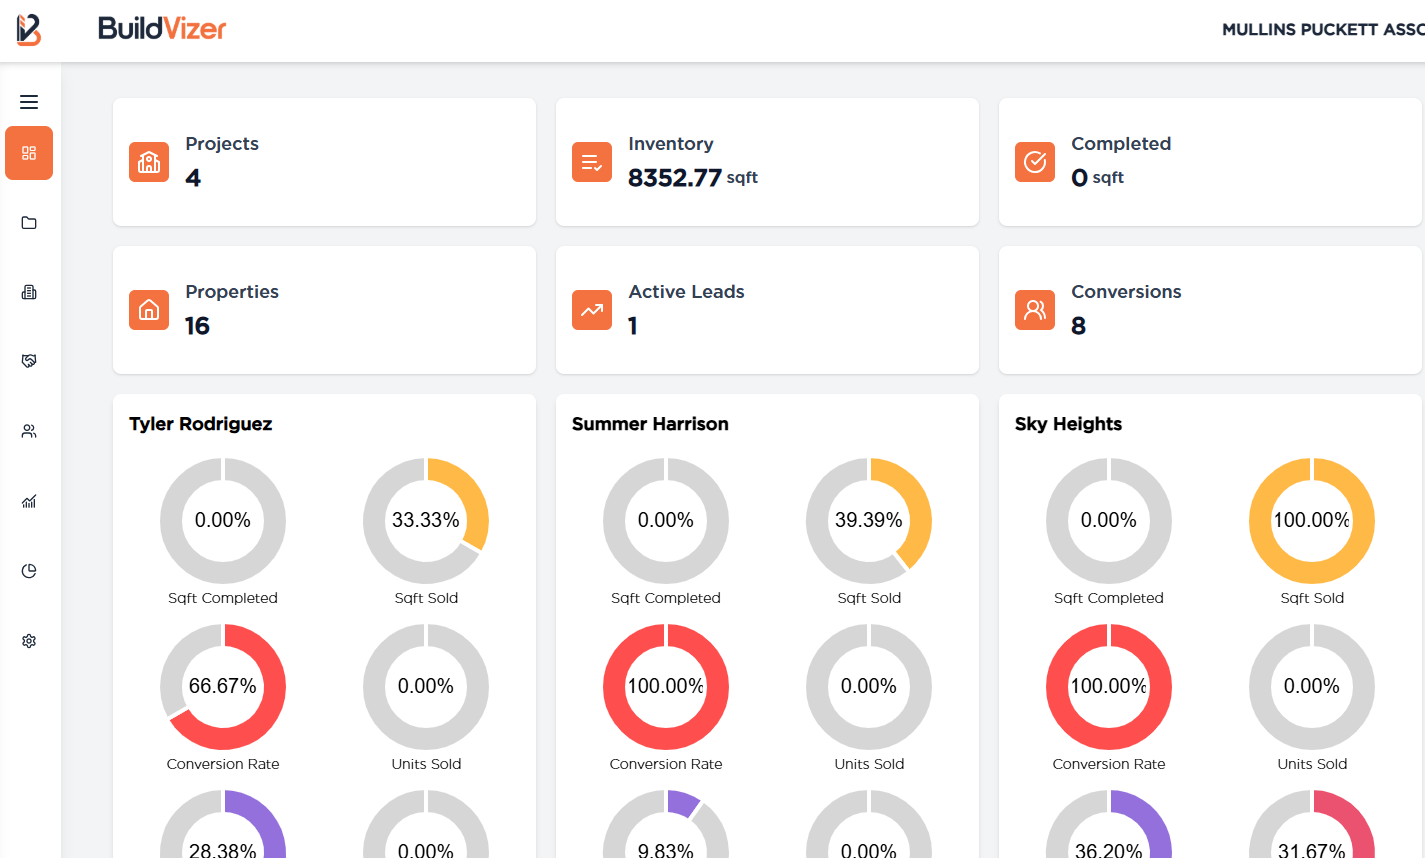 BuildVizer
MULLINS PUCKETT ASSO
Projects
4
Inventory
8352.77 sqft
Completed
0 sqft
Properties
16
Active Leads
1
Conversions
8
Tyler Rodriguez
0.00%
33.33%
Sqft Completed
Sqft Sold
66.67%
0.00%
Conversion Rate
Units Sold
28.38%
0.00%
Summer Harrison
0.00%
39.39%
Sqft Completed
Sqft Sold
100.00%
0.00%
Conversion Rate
Units Sold
9.83%
0.00%
Sky Heights
0.00%
100.00%
Sqft Completed
Sqft Sold
100.00%
0.00%
Conversion Rate
Units Sold
36.20%
31.67%